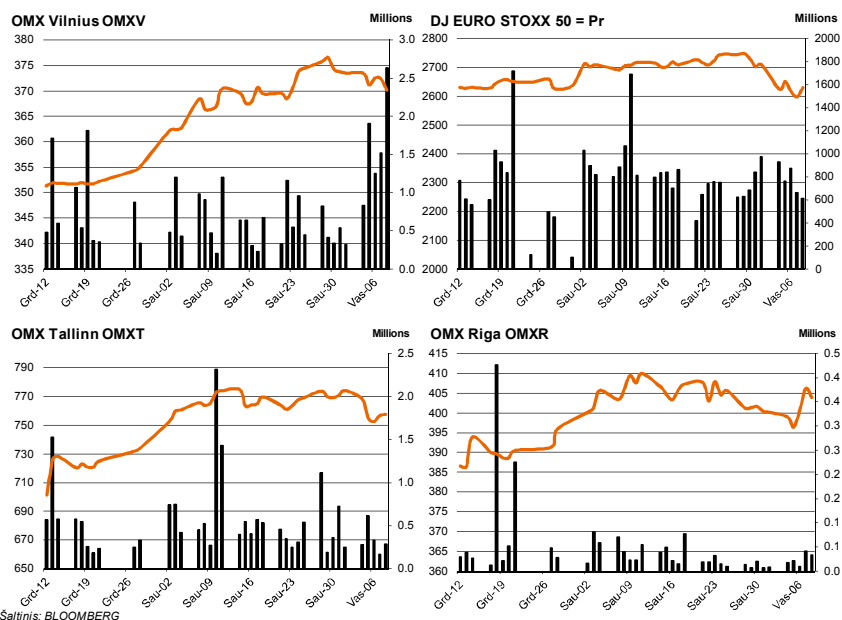 OMX Vilnius OMXV
Millions
380
375
370
365
360
355
350
345
340
335
3.0
2.5
2.0
1.5
1.0
0.5
0.0
Grd-12
Grd-19
Grd-26
Sau-02
Sau-09
Sau-16
Sau-23
Sau-30
Vas-06
DJ EURO STOXX 50 = Pr
Millions
2800
2700
2600
2500
2400
2300
2200
2100
2000
2000
1800
1600
1400
1200
1000
800
600
400
200
0
Grd-12
Grd-19
Grd-26
Sau-02
Sau-09
Sau-16
Sau-23
Sau-30
Vas-06
OMX Tallinn OMXT
Millions
790
770
750
730
710
690
670
650
2.5
2.0
1.5
1.0
0.5
0.0
Grd-12
Grd-19
Grd-26
Sau-02
Sau-09
Sau-16
Sau-23
Sau-30
Vas-06
OMX Riga OMXR
Millions
415
410
405
400
395
390
385
380
375
370
365
360
0.5
0.4
0.4
0.3
0.3
0.2
0.2
0.1
0.1
0.0
Grd-12
Grd-19
Grd-26
Sau-02
Sau-09
Sau-16
Sau-23
Sau-30
Vas-06
Šaltinis: BLOOMBERG